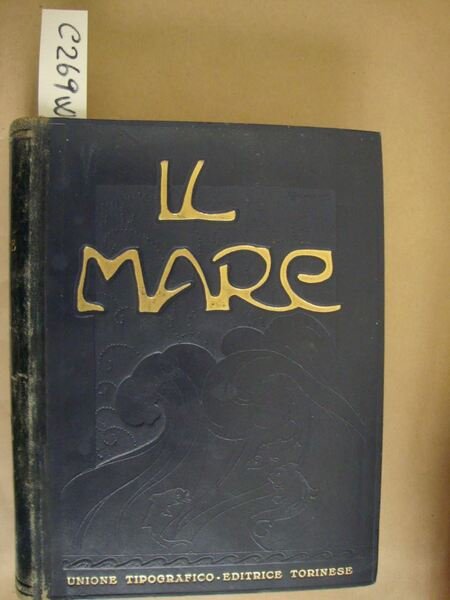 C269W
IL
MARE
UNIONE TIPOGRAFICO-EDITRICE TORINESE